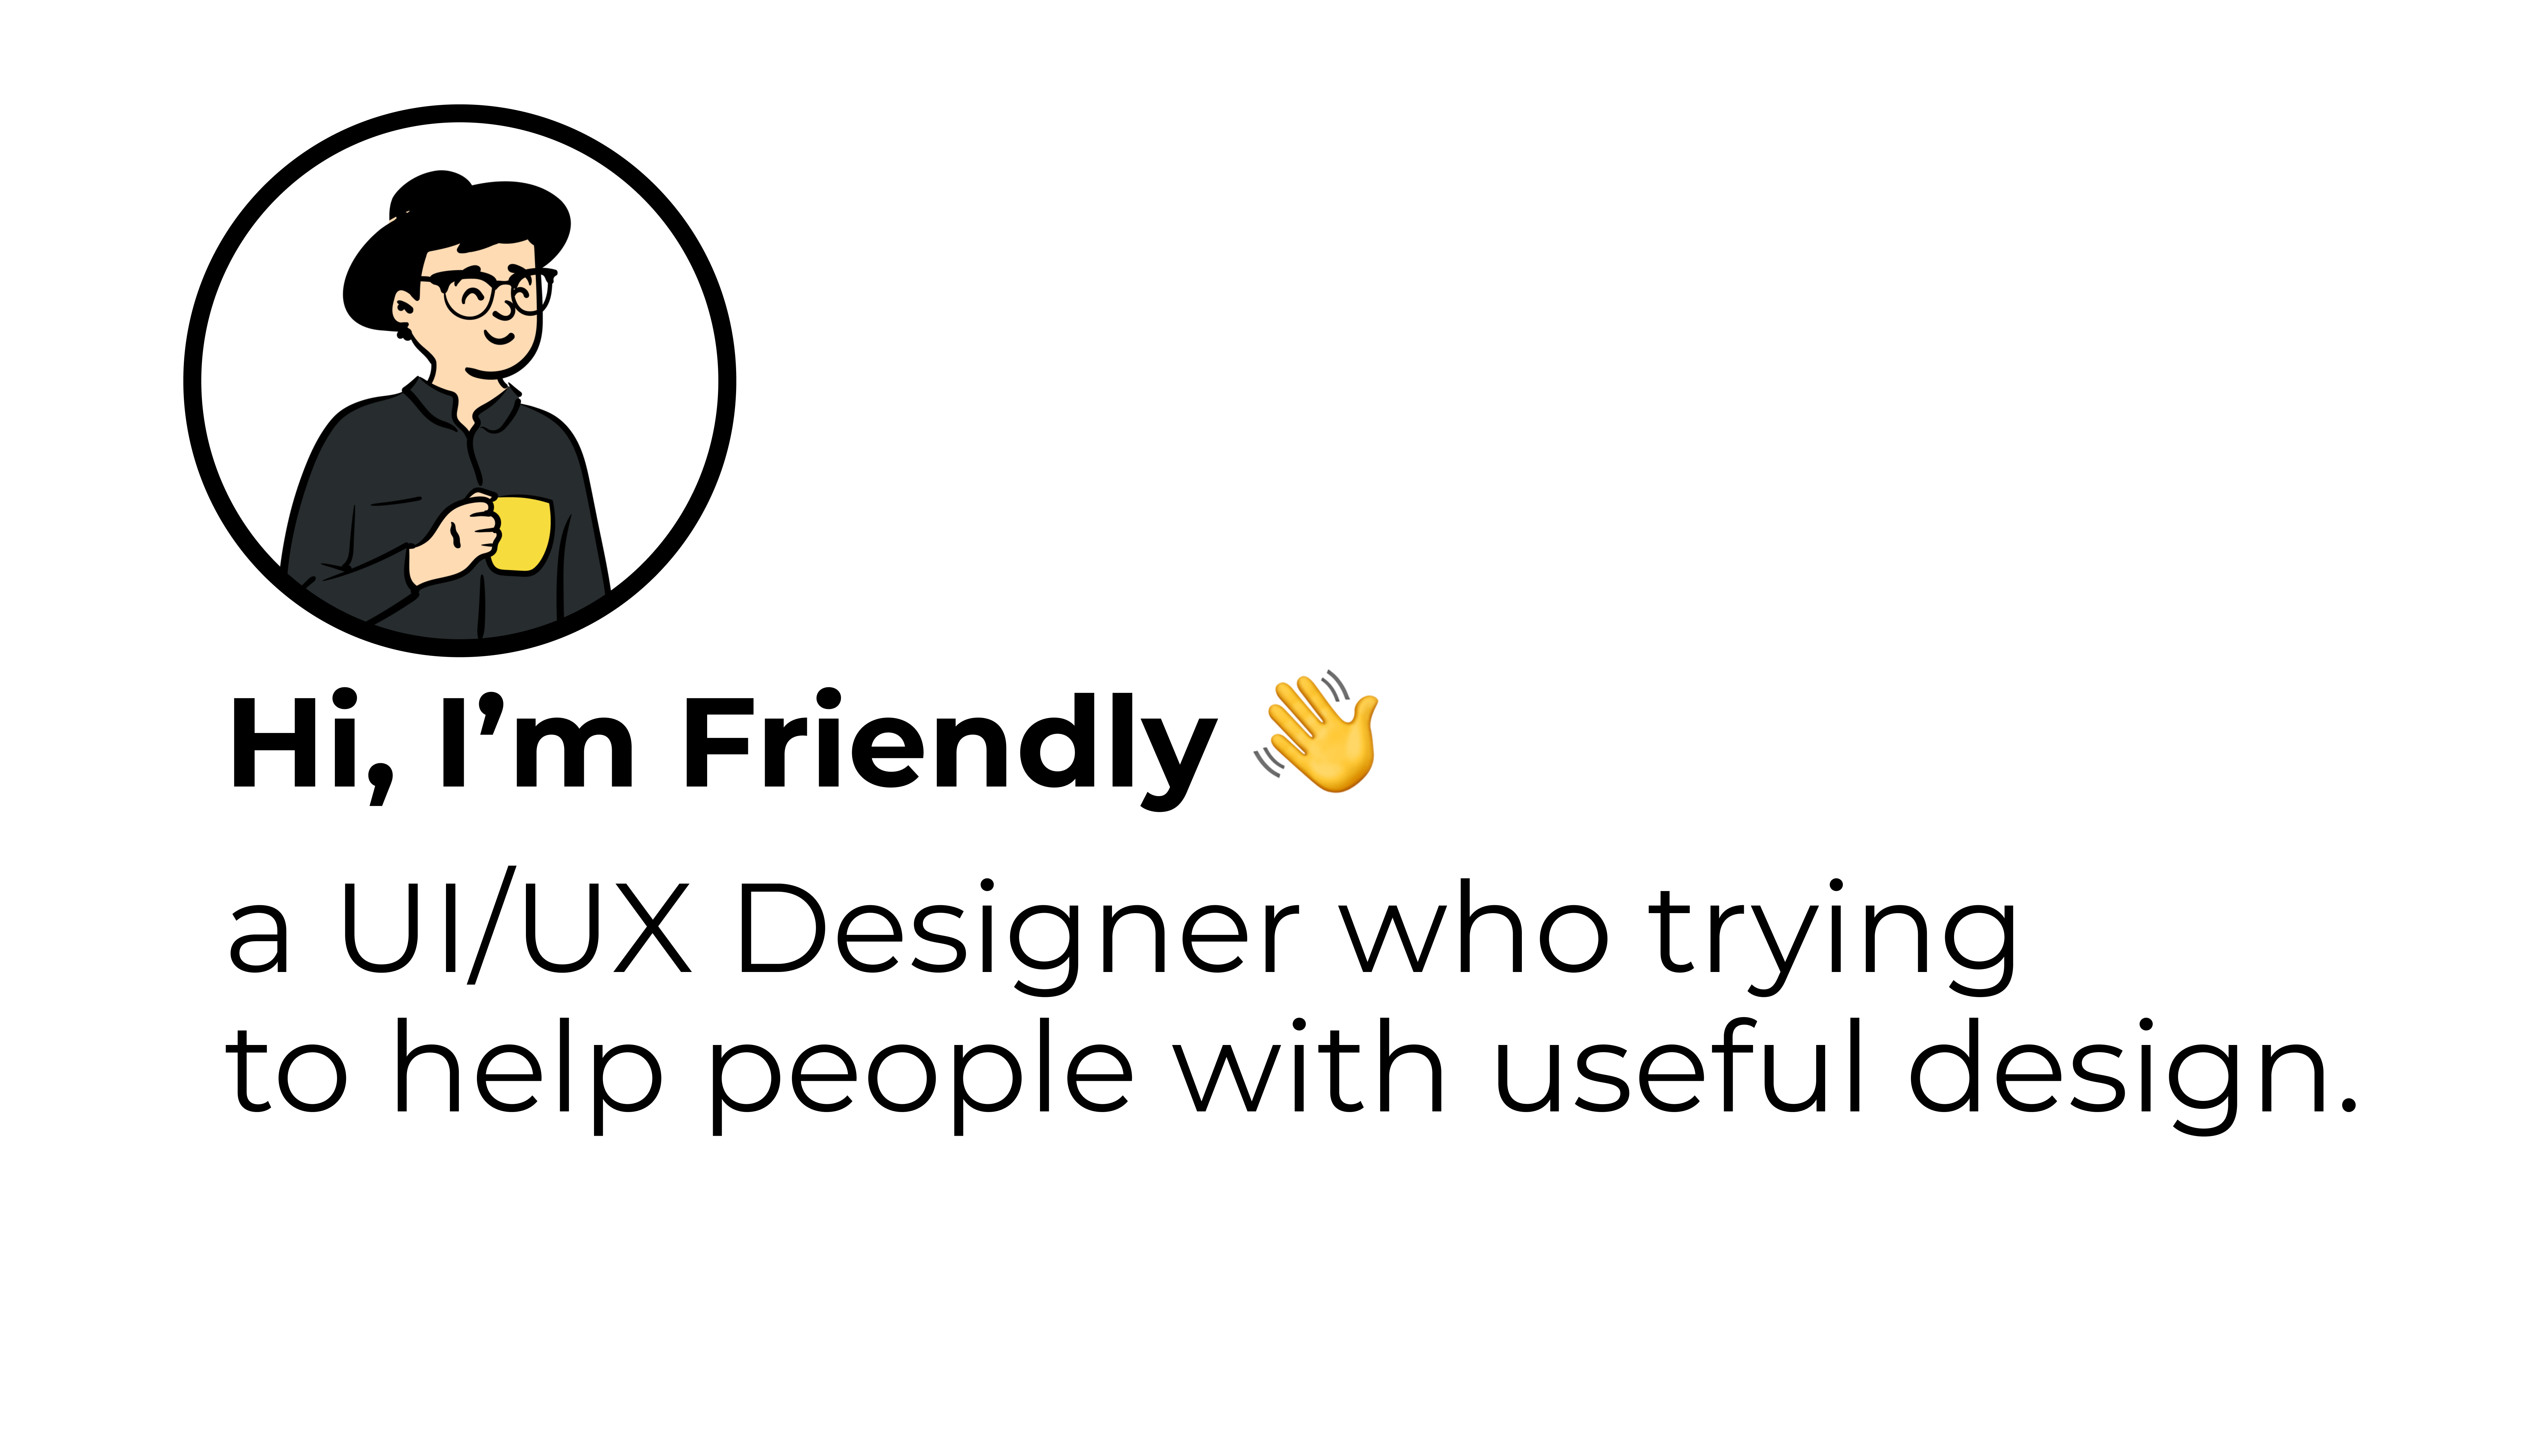 Hi, I’m Friendly 👋
a UI/UX Designer who trying
to help people with useful design.